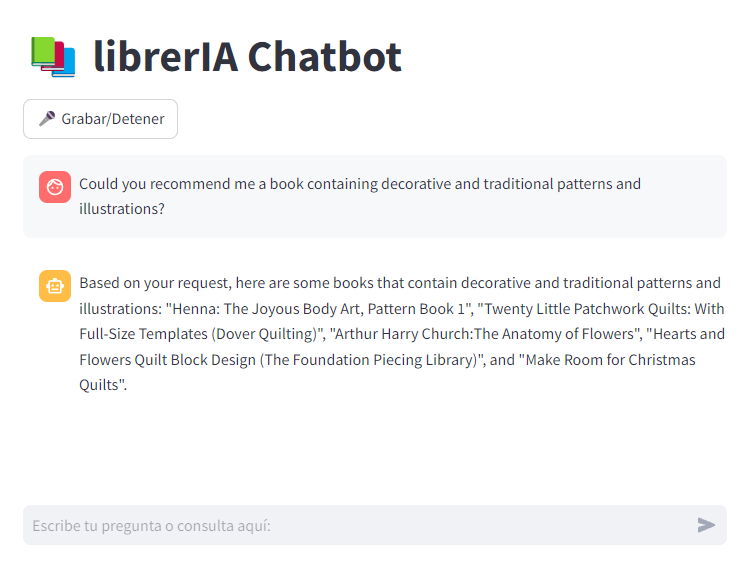 librerIA Chatbot
Grabar/Detener
Could you recommend me a book containing decorative and traditional patterns and
illustrations?
Based on your request, here are some books that contain decorative and traditional patterns and
illustrations: "Henna: The Joyous Body Art, Pattern Book 1", "Twenty Little Patchwork Quilts: With
Full-Size Templates (Dover Quilting)", "Arthur Harry Church:The Anatomy of Flowers", "Hearts and
Flowers Quilt Block Design (The Foundation Piecing Library)", and "Make Room for Christmas
Quilts".
Escribe tu pregunta o consulta aquí: